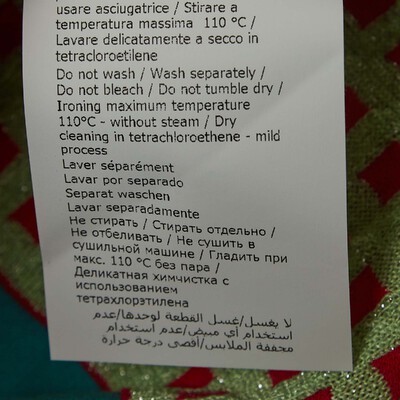 usare asciugatrice / Stirare a
temperatura massima 110 °C /
Lavare delicatamente a secco in
tetracloroetilene
Do not wash / Wash separately /
Do not bleach / Do not tumble dry /
Ironing maximum temperature
110°C - without steam / Dry
cleaning in tetrachloroethene - mild
process
Laver séparément
Lavar por separado
Separat waschen
Lavar separadamente
Не стирать / Стирать отдельно /
Не отбеливать / Не сушить в
сушильной машине / Гладить при
макс. 110 °C без пара /
Деликатная химчистка с
использованием
тетрахлорэтилена
لا يغسل/غسل القطعة لوحدها/عدم
استخدام أي مبيض/عدم استخدام
مجففة الملابس/أقصى درجة حرارة